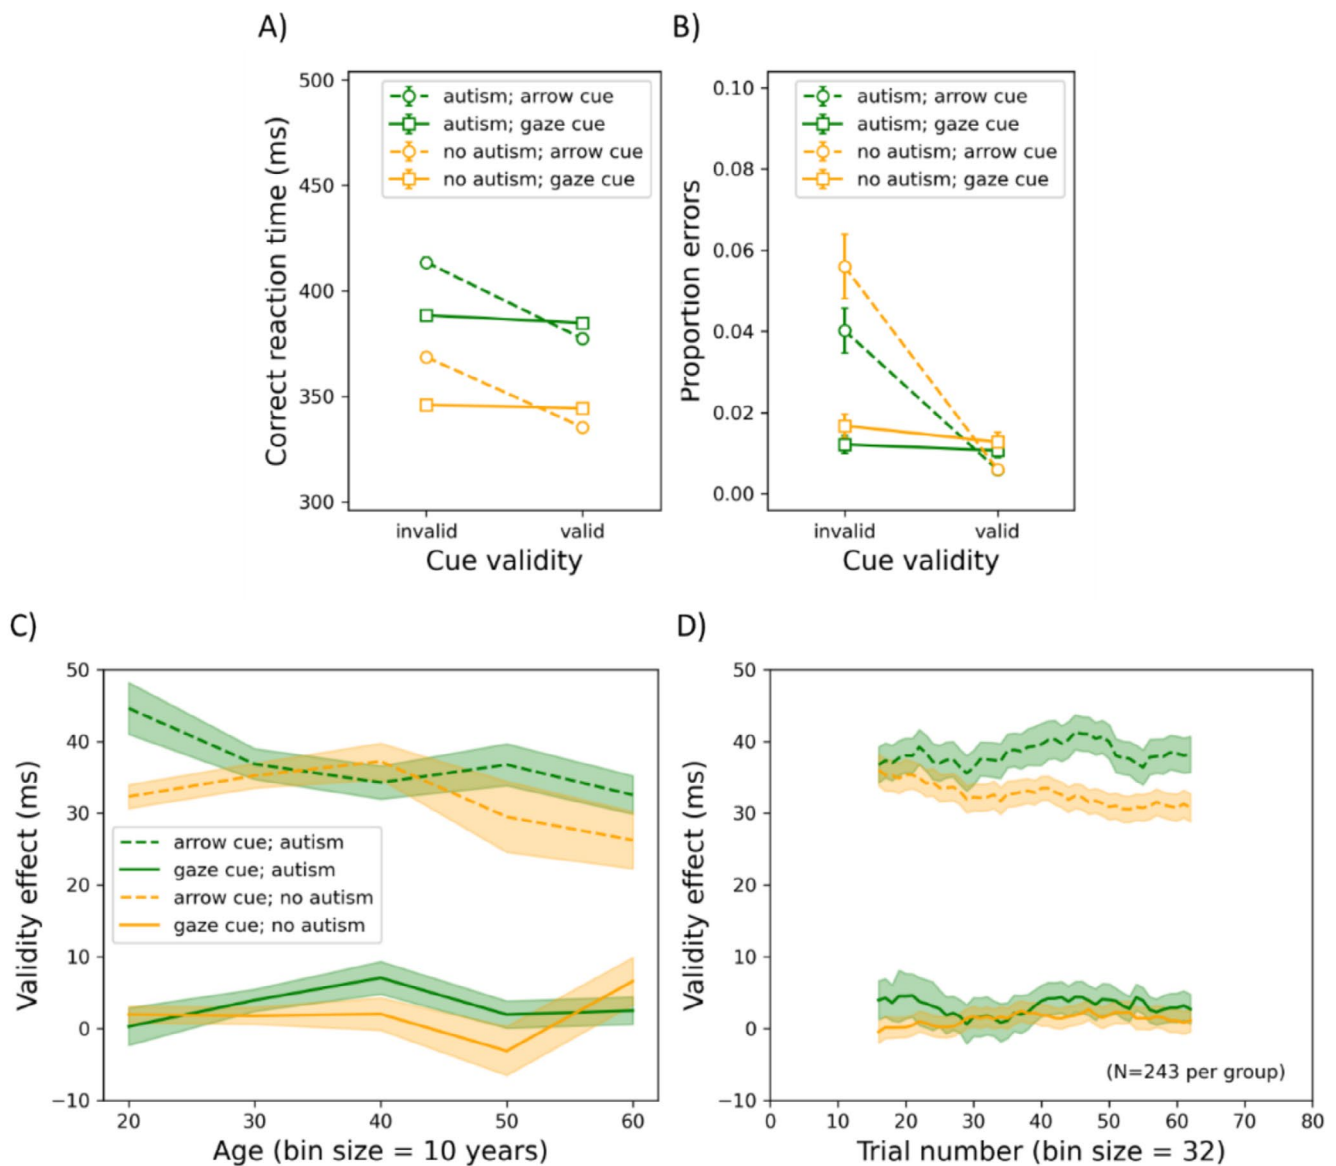 A)
B)
500
450
400
350
300
Correct reaction time (ms)
autism; arrow cue
autism; gaze cue
no autism; arrow cue
no autism; gaze cue
invalid
valid
Cue validity
0.10
0.08
0.06
0.04
0.02
0.00
Proportion errors
autism; arrow cue
autism; gaze cue
no autism; arrow cue
no autism; gaze cue
invalid
valid
Cue validity
C)
D)
50
40
30
20
10
0
−10
Validity effect (ms)
arrow cue; autism
gaze cue; autism
arrow cue; no autism
gaze cue; no autism
20
30
40
50
60
Age (bin size = 10 years)
50
40
30
20
10
0
−10
Validity effect (ms)
(N=243 per group)
0
10
20
30
40
50
60
70
80
Trial number (bin size = 32)